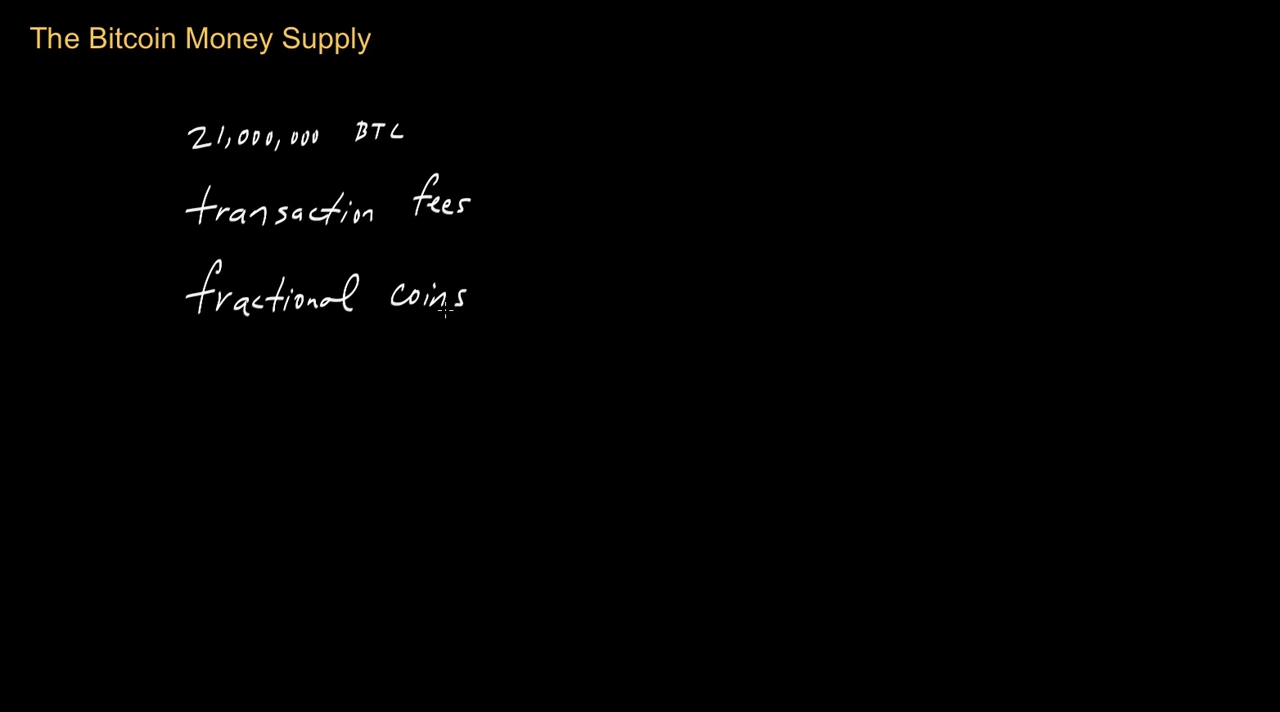 The Bitcoin Money Supply
21,000,000 BTC
transaction fees
fractional coins